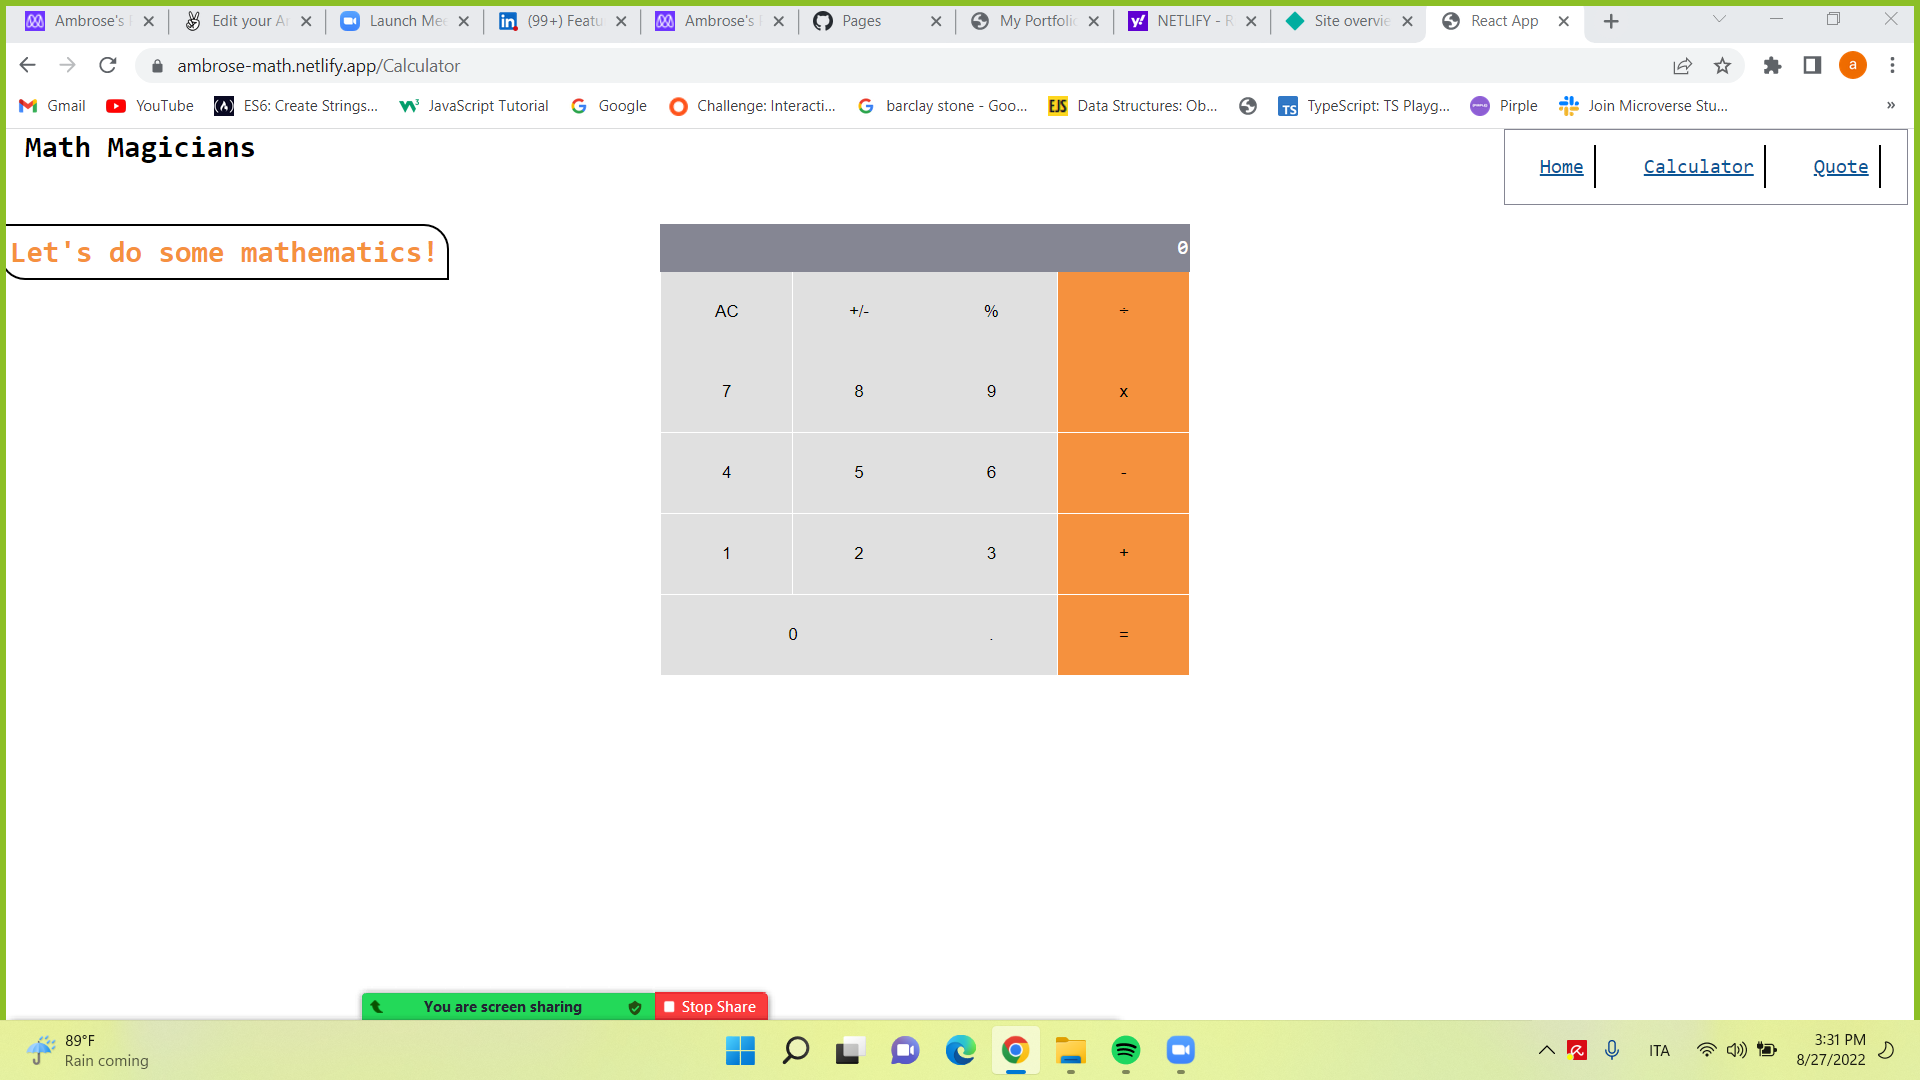 Ambrose's
Edit your A
Launch Mee
(99+) Featu
Ambrose's
Pages
My Portfolio
NETLIFY - R
Site overvie
React App
ambrose-math.netlify.app/Calculator
a
Gmail
YouTube
ES6: Create Strings...
JavaScript Tutorial
Google
Challenge: Interacti...
barclay stone - Goo...
EJS
Data Structures: Ob...
TS
TypeScript: TS Playg...
Pirple
Join Microverse Stu...
»
Math Magicians
Home
Calculator
Quote
Let's do some mathematics!
0
AC +/- % ÷
7 8 9 x
4 5 6 -
1 2 3 +
0 . =
You are screen sharing
Stop Share
89°F
Rain coming
ITA
3:31 PM
8/27/2022